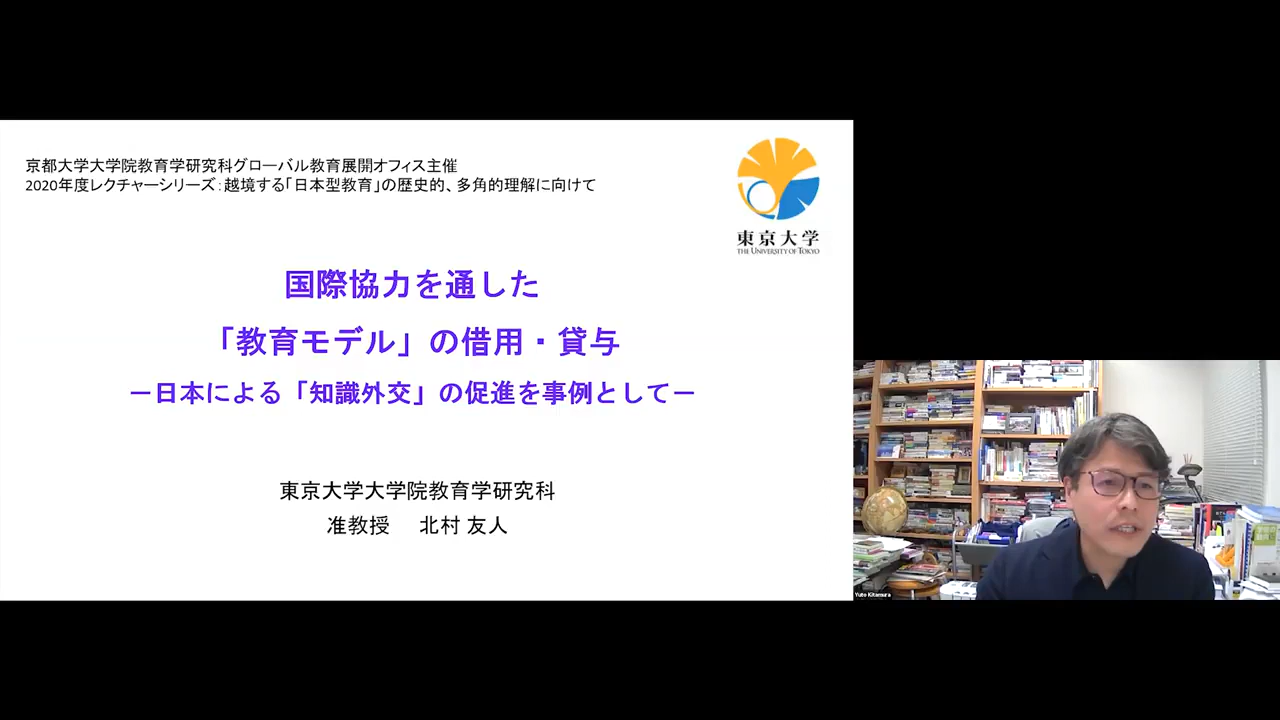 京都大学大学院教育学研究科グローバル教育展開オフィス主催
2020年度レクチャーシリーズ：越境する「日本型教育」の歴史的、多角的理解に向けて
東京大学
THE UNIVERSITY OF TOKYO
国際協力を通した
「教育モデル」の借用・貸与
－日本による「知識外交」の促進を事例として－
東京大学大学院教育学研究科
准教授　北村 友人
Yuto Kitamura